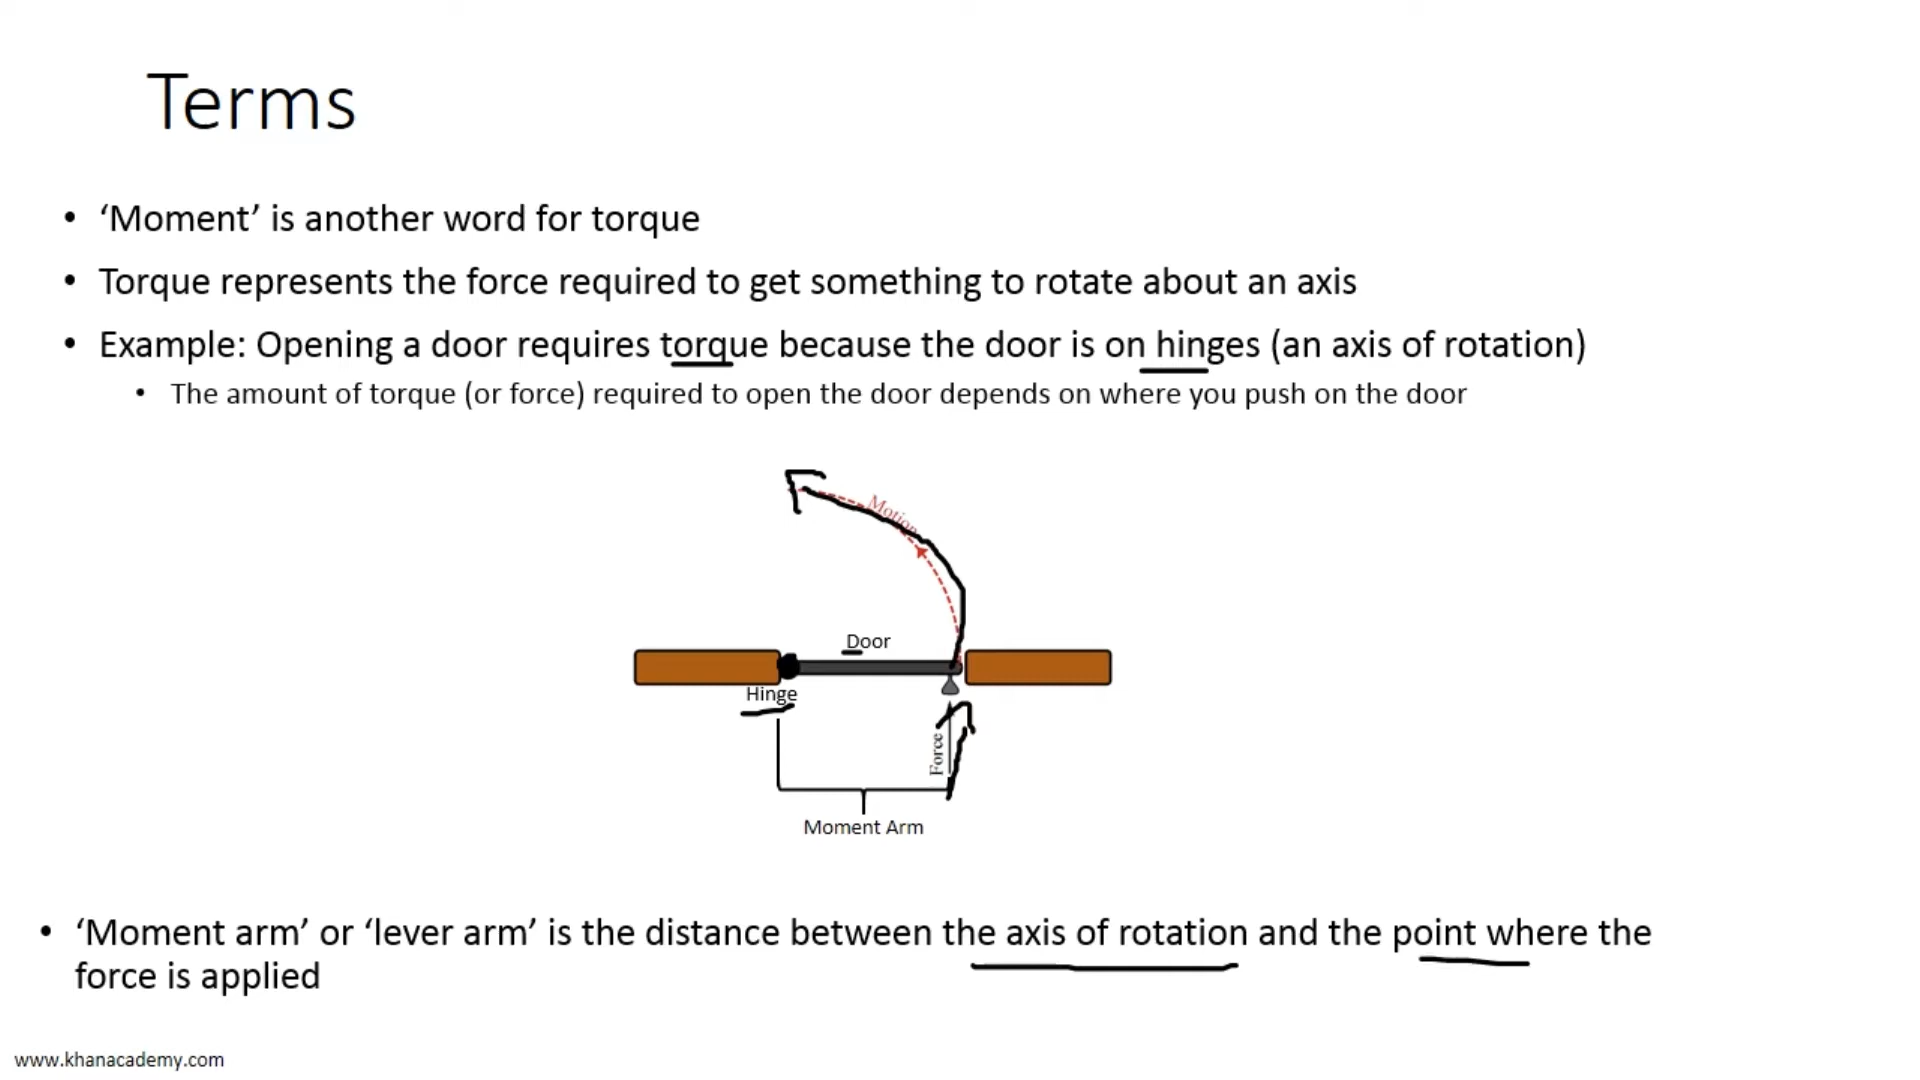 Terms
• ‘Moment’ is another word for torque
• Torque represents the force required to get something to rotate about an axis
• Example: Opening a door requires torque because the door is on hinges (an axis of rotation)
• The amount of torque (or force) required to open the door depends on where you push on the door
Motion
Door
Hinge
Force
Moment Arm
• ‘Moment arm’ or ‘lever arm’ is the distance between the axis of rotation and the point where the
force is applied
www.khanacademy.com